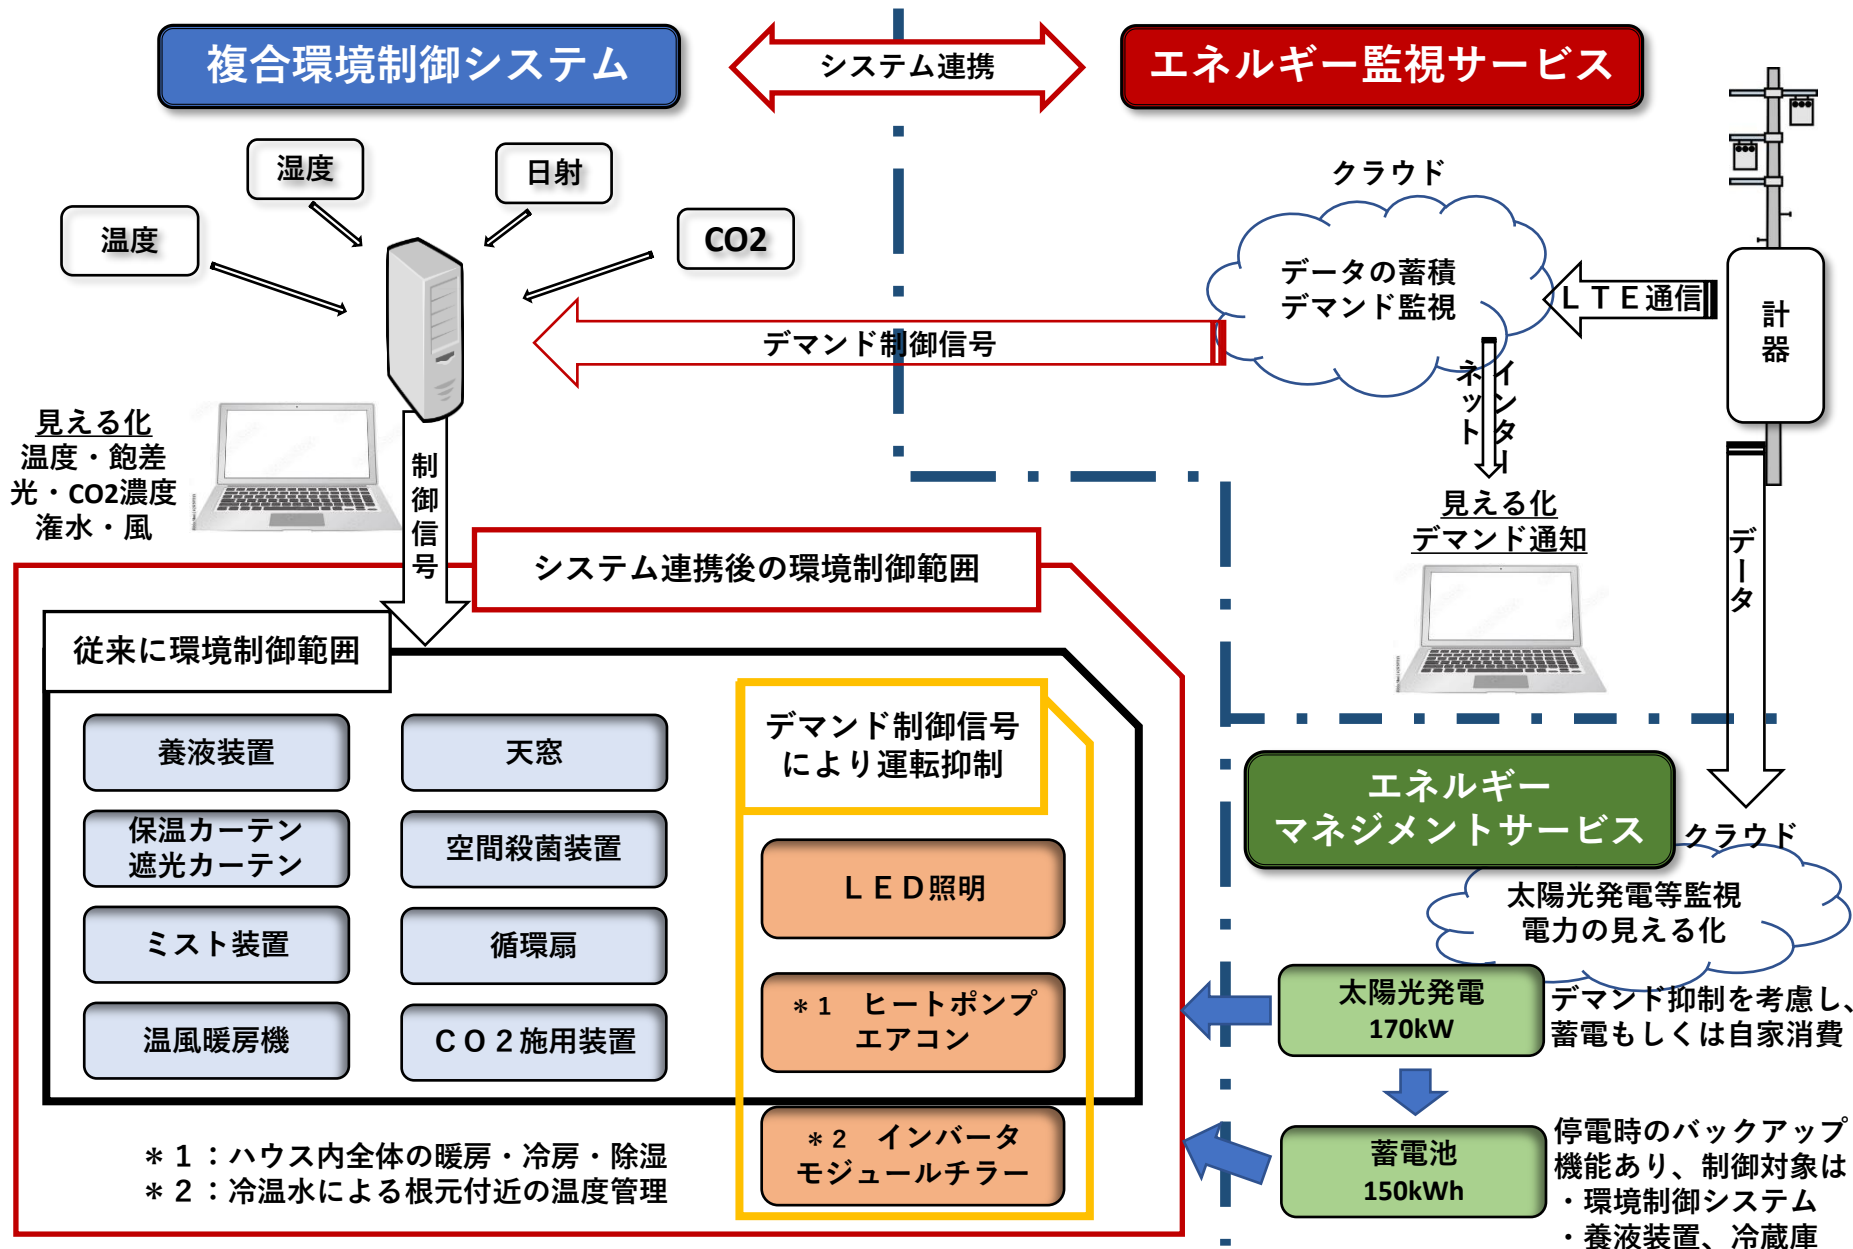 複合環境制御システム
システム連携
エネルギー監視サービス
湿度
日射
温度
CO2
クラウド
データの蓄積
デマンド監視
ＬＴＥ通信
計器
デマンド制御信号
インターネット
見える化
温度・飽差
光・CO2濃度
潅水・風
制御信号
見える化
デマンド通知
データ
システム連携後の環境制御範囲
従来に環境制御範囲
養液装置
天窓
デマンド制御信号
により運転抑制
保温カーテン
遮光カーテン
空間殺菌装置
ＬＥＤ照明
ミスト装置
循環扇
温風暖房機
ＣＯ２施用装置
＊1　ヒートポンプ
エアコン
＊2　インバータ
モジュールチラー
＊１：ハウス内全体の暖房・冷房・除湿
＊２：冷温水による根元付近の温度管理
エネルギー
マネジメントサービス
クラウド
太陽光発電等監視
電力の見える化
太陽光発電
170kW
デマンド抑制を考慮し、
蓄電もしくは自家消費
蓄電池
150kWh
停電時のバックアップ
機能あり、制御対象は
・環境制御システム
・養液装置、冷蔵庫